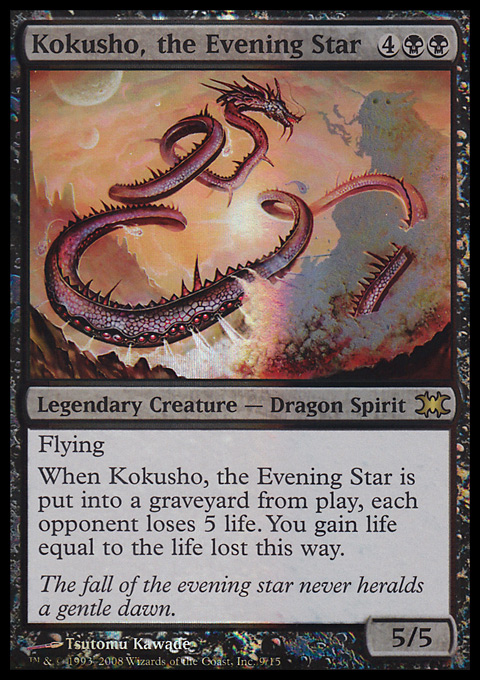 Kokusho, the Evening Star 4
Legendary Creature — Dragon Spirit
Flying
When Kokusho, the Evening Star is
put into a graveyard from play, each
opponent loses 5 life. You gain life
equal to the life lost this way.
The fall of the evening star never heralds
a gentle dawn.
Tsutomu Kawade
™ & © 1993–2008 Wizards of the Coast, Inc. 9/15
5/5